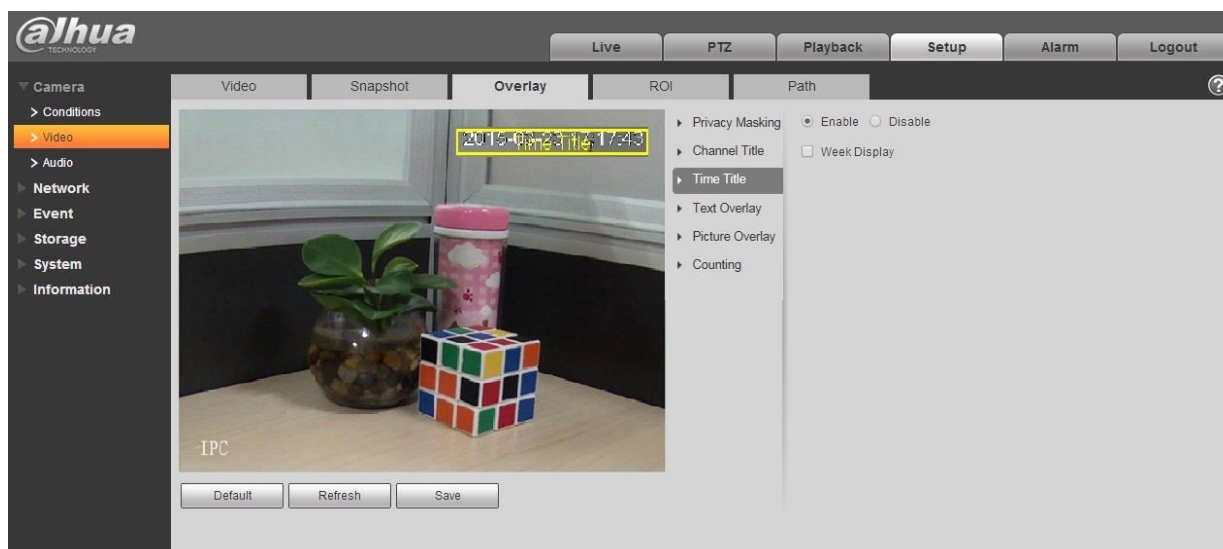 alhua
TECHNOLOGY
Live PTZ Playback Setup Alarm Logout
Camera
Conditions
Video
Audio
Network
Event
Storage
System
Information
Video Snapshot Overlay ROI Path
Time Title
IPC
Privacy Masking
Channel Title
Time Title
Text Overlay
Picture Overlay
Counting
Enable Disable
Week Display
Default Refresh Save